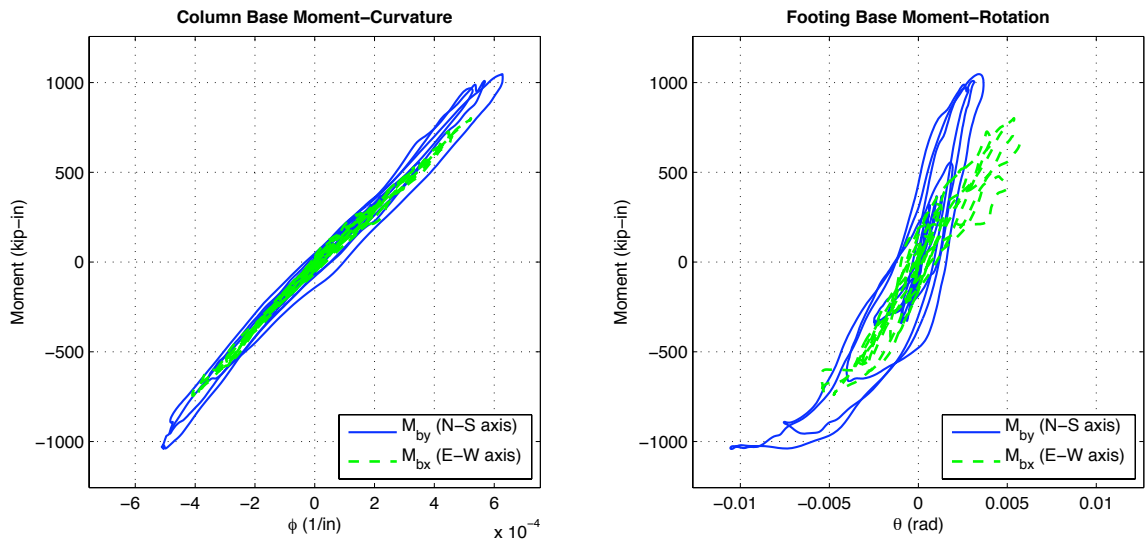 Column Base Moment−Curvature
1000
500
0
−500
−1000
Moment (kip−in)
−6
−4
−2
0
2
4
6
ϕ (1/in)
x 10⁻⁴
M_by (N−S axis)
M_bx (E−W axis)
Footing Base Moment−Rotation
1000
500
0
−500
−1000
Moment (kip−in)
−0.01
−0.005
0
0.005
0.01
θ (rad)
M_by (N−S axis)
M_bx (E−W axis)